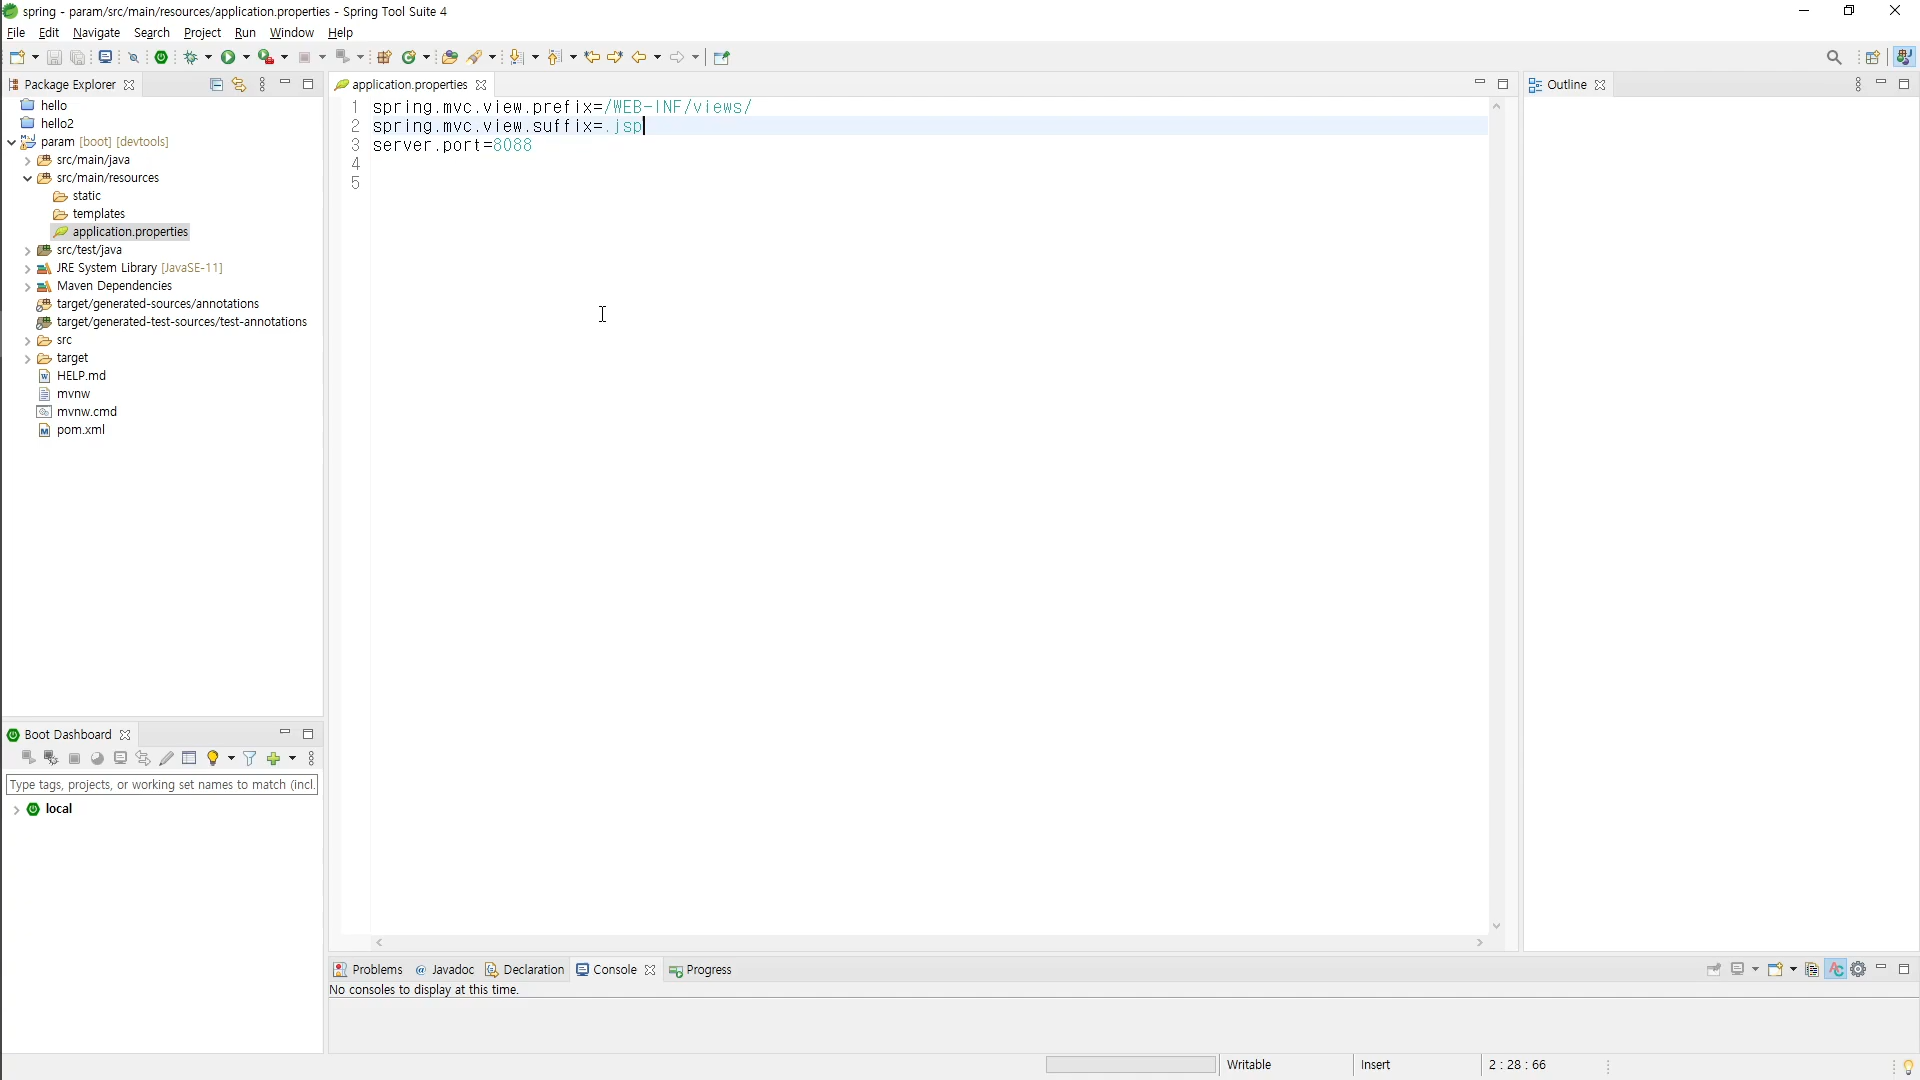 spring - param/src/main/resources/application.properties - Spring Tool Suite 4
File Edit Navigate Search Project Run Window Help
Package Explorer
hello
hello2
param [boot] [devtools]
src/main/java
src/main/resources
static
templates
application.properties
src/test/java
JRE System Library [JavaSE-11]
Maven Dependencies
target/generated-sources/annotations
target/generated-test-sources/test-annotations
src
target
HELP.md
mvnw
mvnw.cmd
pom.xml
Boot Dashboard
Type tags, projects, or working set names to match (incl.
local
application.properties
1 spring.mvc.view.prefix=/WEB-INF/views/
2 spring.mvc.view.suffix=.jsp
3 server.port=8088
4
5
Outline
Problems Javadoc Declaration Console Progress
No consoles to display at this time.
Writable Insert 2 : 28 : 66